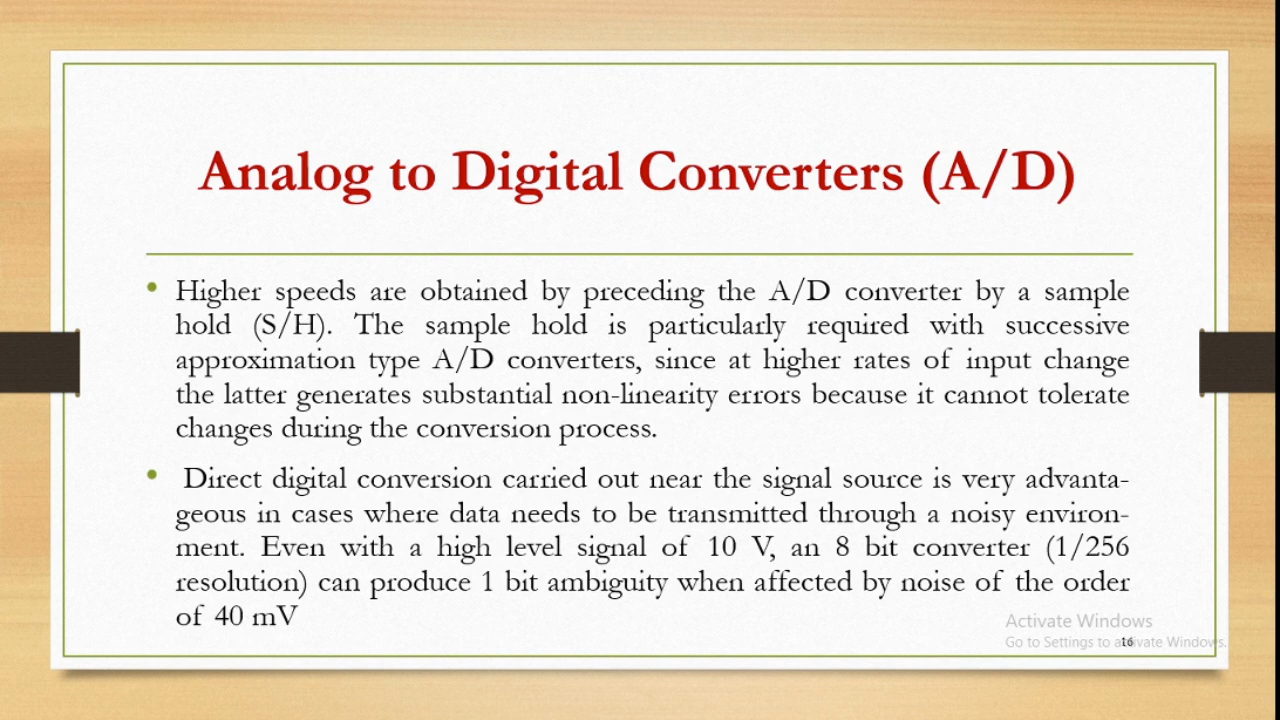 Analog to Digital Converters (A/D)
• Higher speeds are obtained by preceding the A/D converter by a sample
hold (S/H). The sample hold is particularly required with successive
approximation type A/D converters, since at higher rates of input change
the latter generates substantial non-linearity errors because it cannot tolerate
changes during the conversion process.
• Direct digital conversion carried out near the signal source is very advanta-
geous in cases where data needs to be transmitted through a noisy environ-
ment. Even with a high level signal of 10 V, an 8 bit converter (1/256
resolution) can produce 1 bit ambiguity when affected by noise of the order
of 40 mV
Activate Windows
Go to Settings to activate Windows.
16